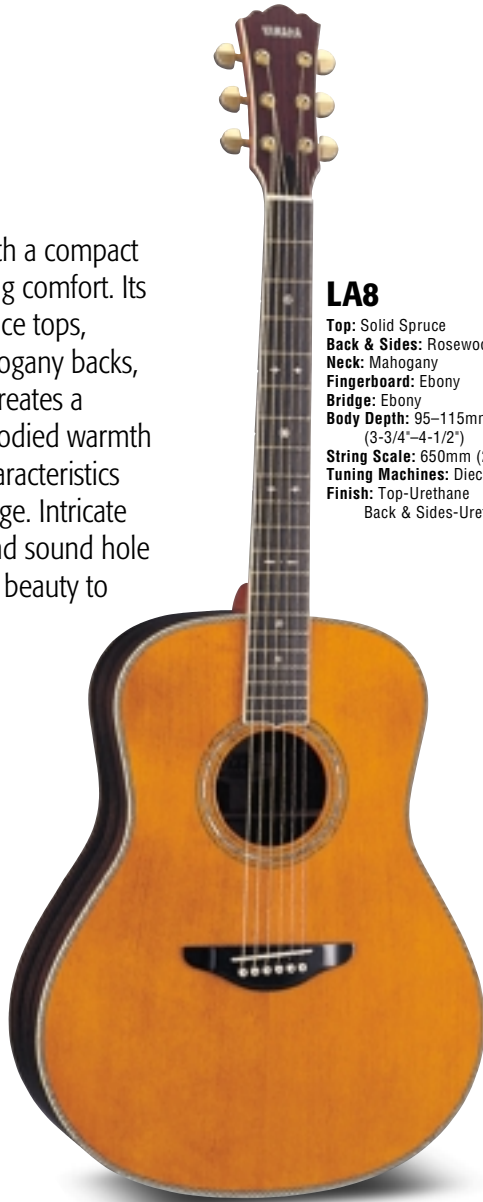 YAMAHA
th a compact
g comfort. Its
ce tops,
ogany backs,
reates a
odied warmth
aracteristics
ge. Intricate
nd sound hole
beauty to
LA8
Top: Solid Spruce
Back & Sides: Rosewoo
Neck: Mahogany
Fingerboard: Ebony
Bridge: Ebony
Body Depth: 95–115mm
(3-3/4"–4-1/2")
String Scale: 650mm (2
Tuning Machines: Diec
Finish: Top-Urethane
Back & Sides-Uret